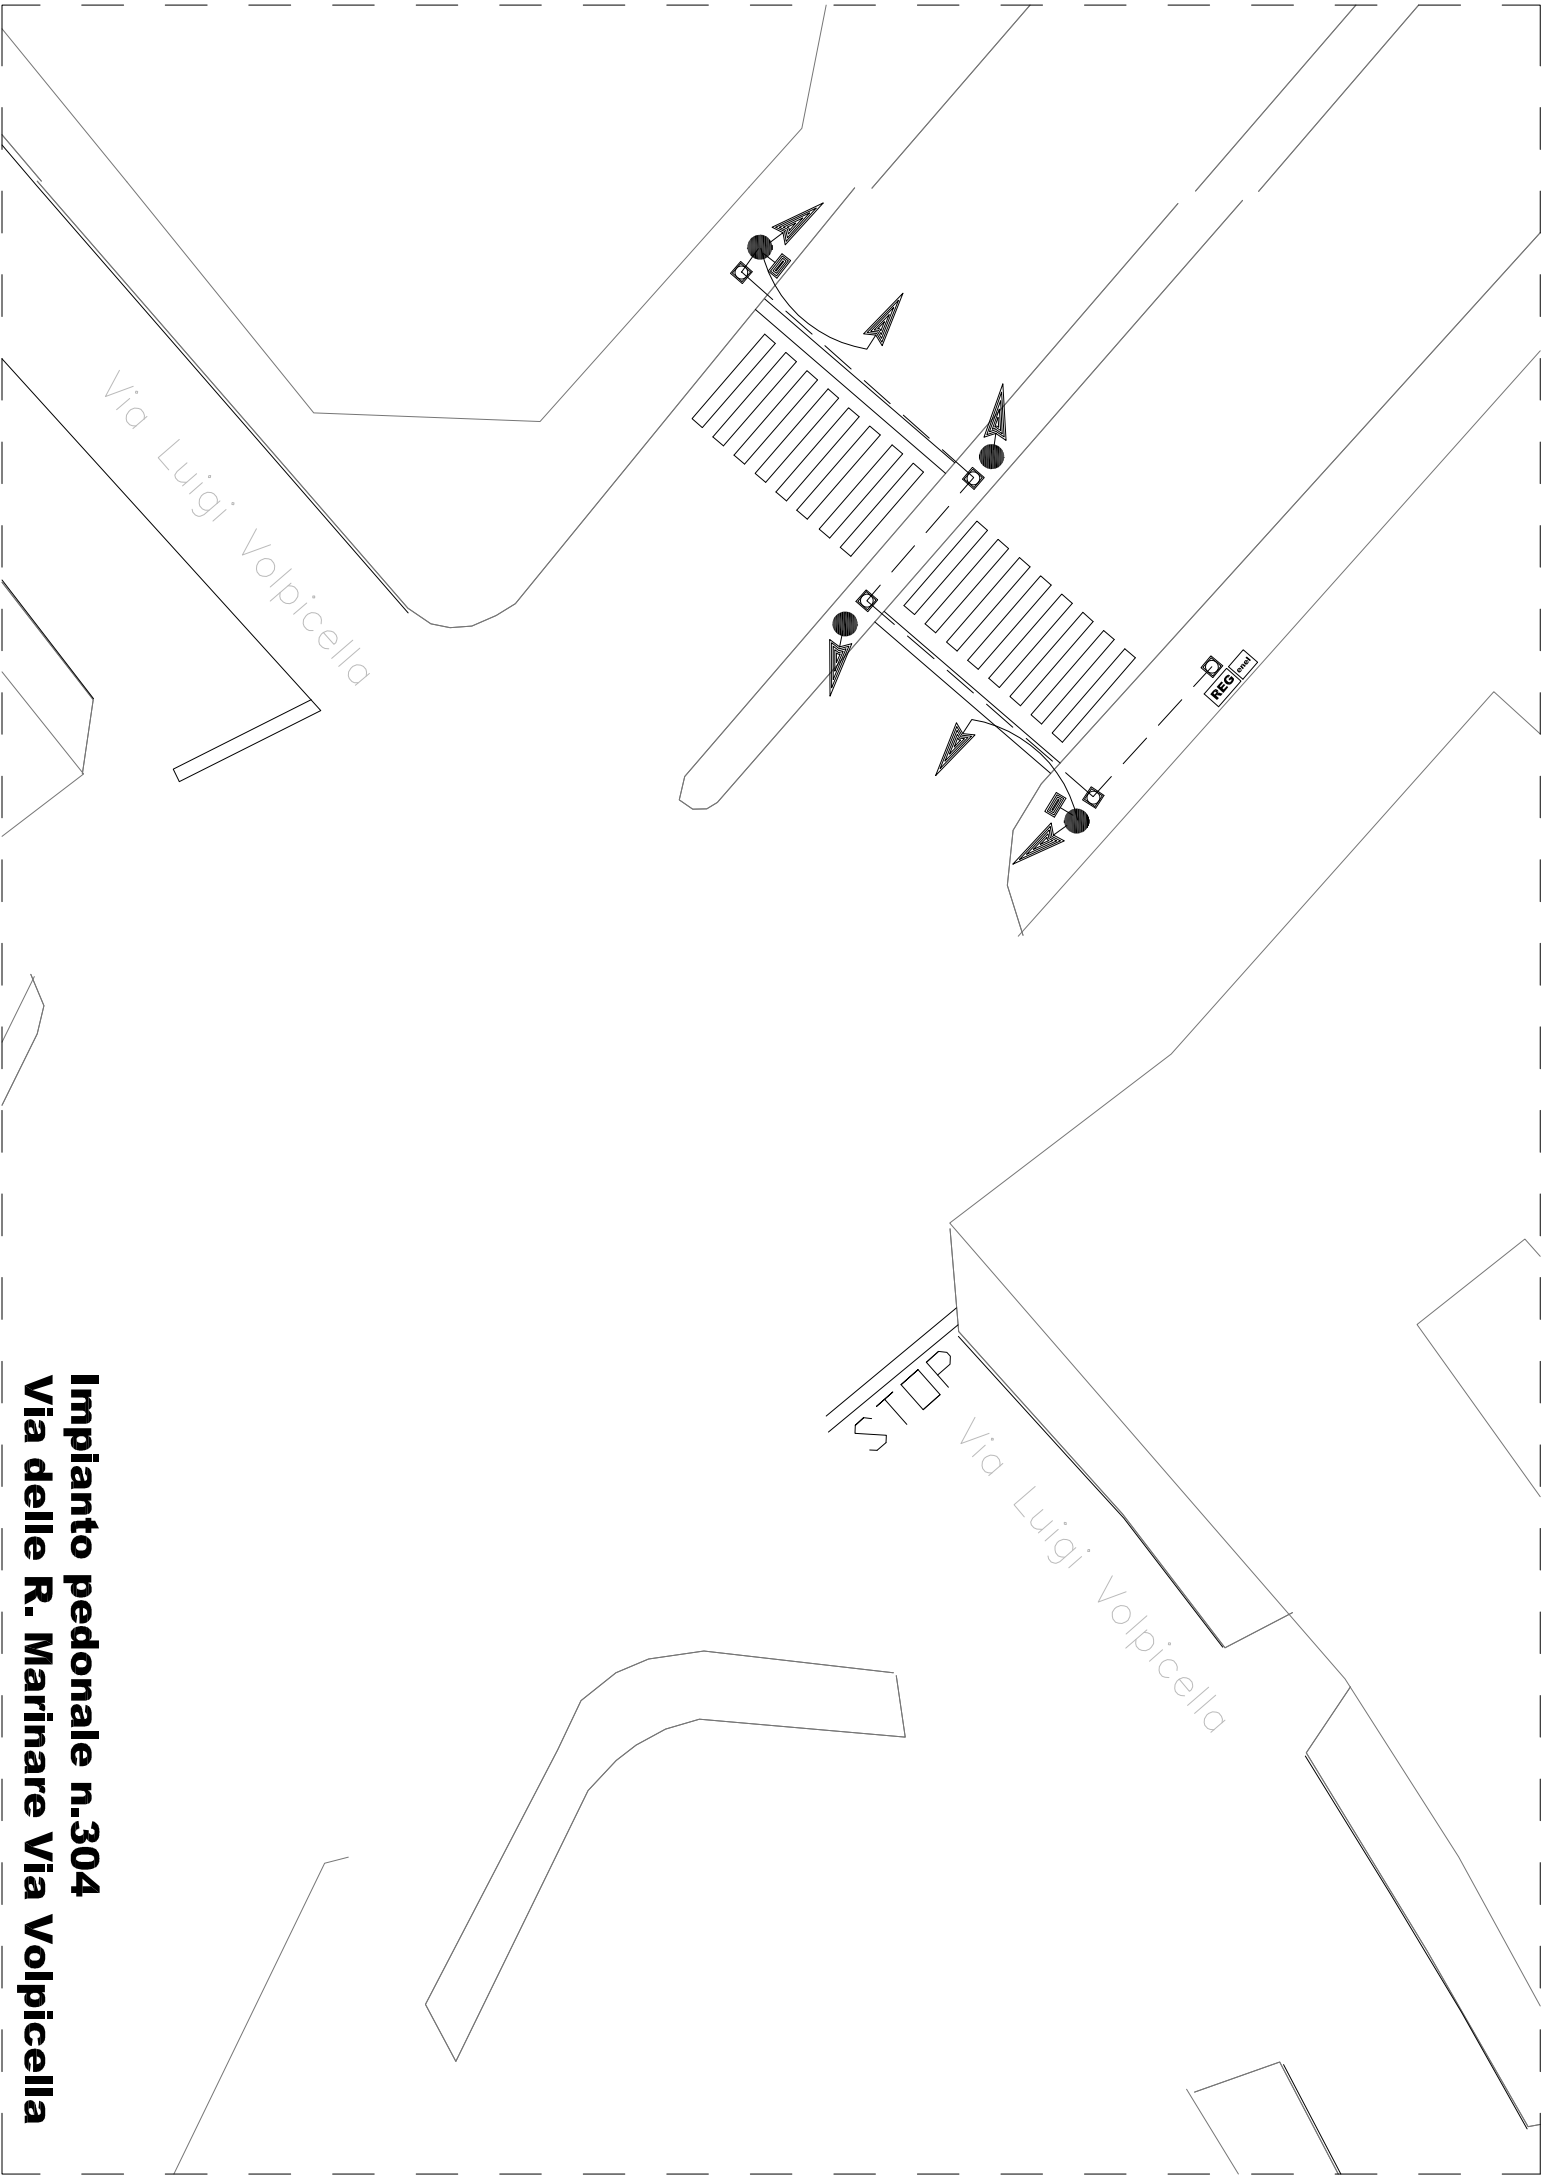 Via Luigi Volpicella
REG
enel
STOP
Via Luigi Volpicella
Impianto pedonale n.304
Via delle R. Marinare Via Volpicella